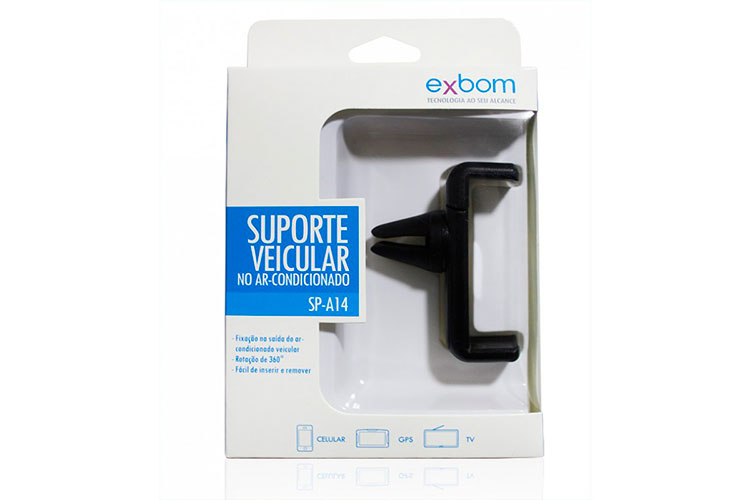 exbom
TECNOLOGIA AO SEU ALCANCE
SUPORTE
VEICULAR
NO AR-CONDICIONADO
SP-A14
- Fixação na saída do ar-
condicionado veicular
- Rotação de 360°
- Fácil de inserir e remover
CELULAR
GPS
TV